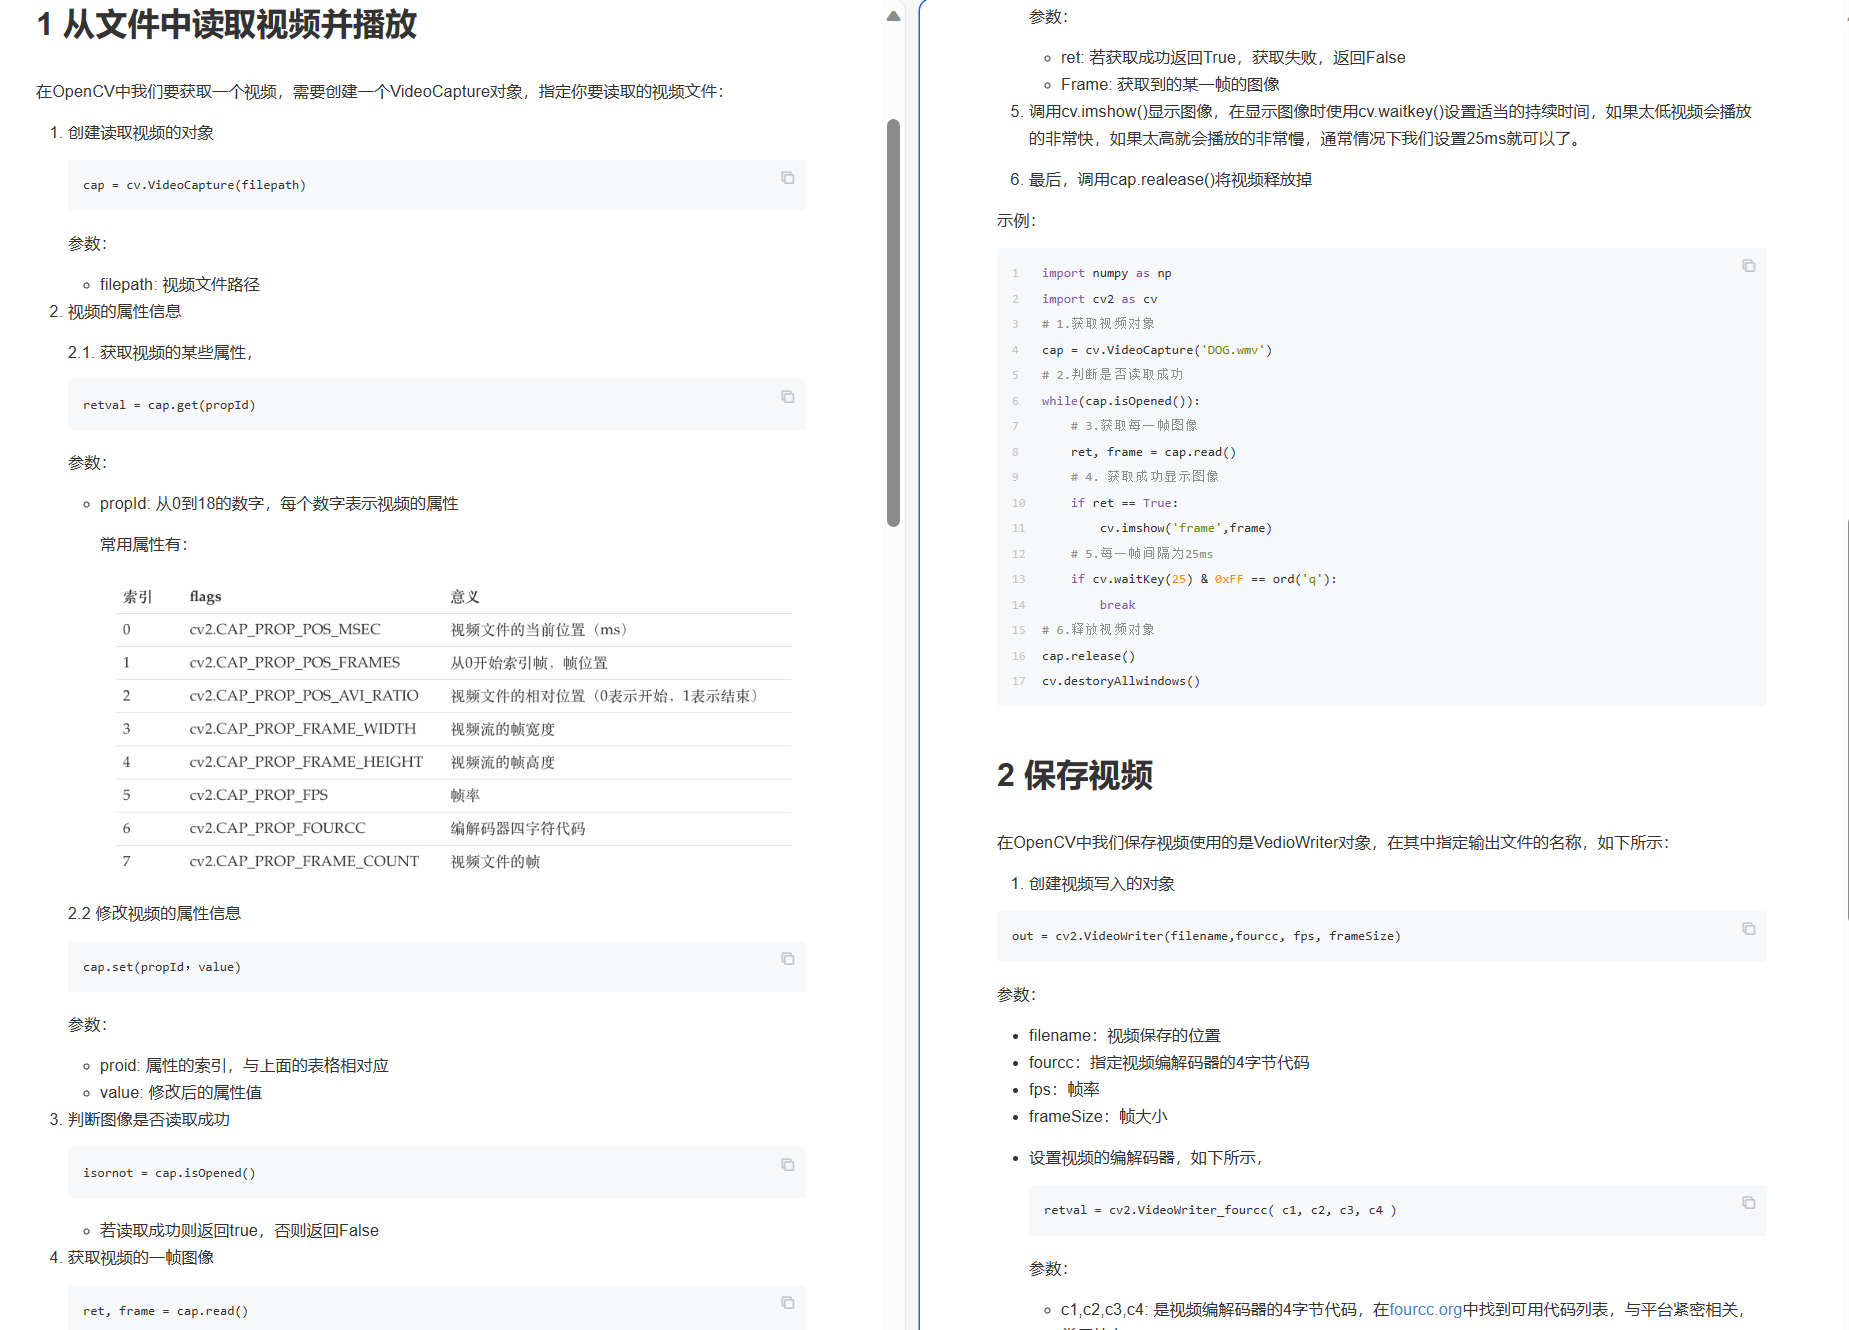 1 从文件中读取视频并播放
在OpenCV中我们要获取一个视频，需要创建一个VideoCapture对象，指定你要读取的视频文件：
1. 创建读取视频的对象
cap = cv.VideoCapture(filepath)
参数：
filepath: 视频文件路径
2. 视频的属性信息
2.1. 获取视频的某些属性，
retval = cap.get(propId)
参数：
propId: 从0到18的数字，每个数字表示视频的属性
常用属性有：
索引 flags 意义
0 cv2.CAP_PROP_POS_MSEC 视频文件的当前位置（ms）
1 cv2.CAP_PROP_POS_FRAMES 从0开始索引帧，帧位置
2 cv2.CAP_PROP_POS_AVI_RATIO 视频文件的相对位置（0表示开始，1表示结束）
3 cv2.CAP_PROP_FRAME_WIDTH 视频流的帧宽度
4 cv2.CAP_PROP_FRAME_HEIGHT 视频流的帧高度
5 cv2.CAP_PROP_FPS 帧率
6 cv2.CAP_PROP_FOURCC 编解码器四字符代码
7 cv2.CAP_PROP_FRAME_COUNT 视频文件的帧
2.2 修改视频的属性信息
cap.set(propId，value)
参数：
proid: 属性的索引，与上面的表格相对应
value: 修改后的属性值
3. 判断图像是否读取成功
isornot = cap.isOpened()
若读取成功则返回true，否则返回False
4. 获取视频的一帧图像
ret, frame = cap.read()
参数：
ret: 若获取成功返回True，获取失败，返回False
Frame: 获取到的某一帧的图像
5. 调用cv.imshow()显示图像，在显示图像时使用cv.waitkey()设置适当的持续时间，如果太低视频会播放
的非常快，如果太高就会播放的非常慢，通常情况下我们设置25ms就可以了。
6. 最后，调用cap.realease()将视频释放掉
示例：
1 import numpy as np
2 import cv2 as cv
3 # 1.获取视频对象
4 cap = cv.VideoCapture('DOG.wmv')
5 # 2.判断是否读取成功
6 while(cap.isOpened()):
7 # 3.获取每一帧图像
8 ret, frame = cap.read()
9 # 4. 获取成功显示图像
10 if ret == True:
11 cv.imshow('frame',frame)
12 # 5.每一帧间隔为25ms
13 if cv.waitKey(25) & 0xFF == ord('q'):
14 break
15 # 6.释放视频对象
16 cap.release()
17 cv.destoryAllwindows()
2 保存视频
在OpenCV中我们保存视频使用的是VedioWriter对象，在其中指定输出文件的名称，如下所示：
1. 创建视频写入的对象
out = cv2.VideoWriter(filename,fourcc, fps, frameSize)
参数：
filename：视频保存的位置
fourcc：指定视频编解码器的4字节代码
fps：帧率
frameSize：帧大小
设置视频的编解码器，如下所示，
retval = cv2.VideoWriter_fourcc( c1, c2, c3, c4 )
参数：
c1,c2,c3,c4: 是视频编解码器的4字节代码，在fourcc.org中找到可用代码列表，与平台紧密相关，